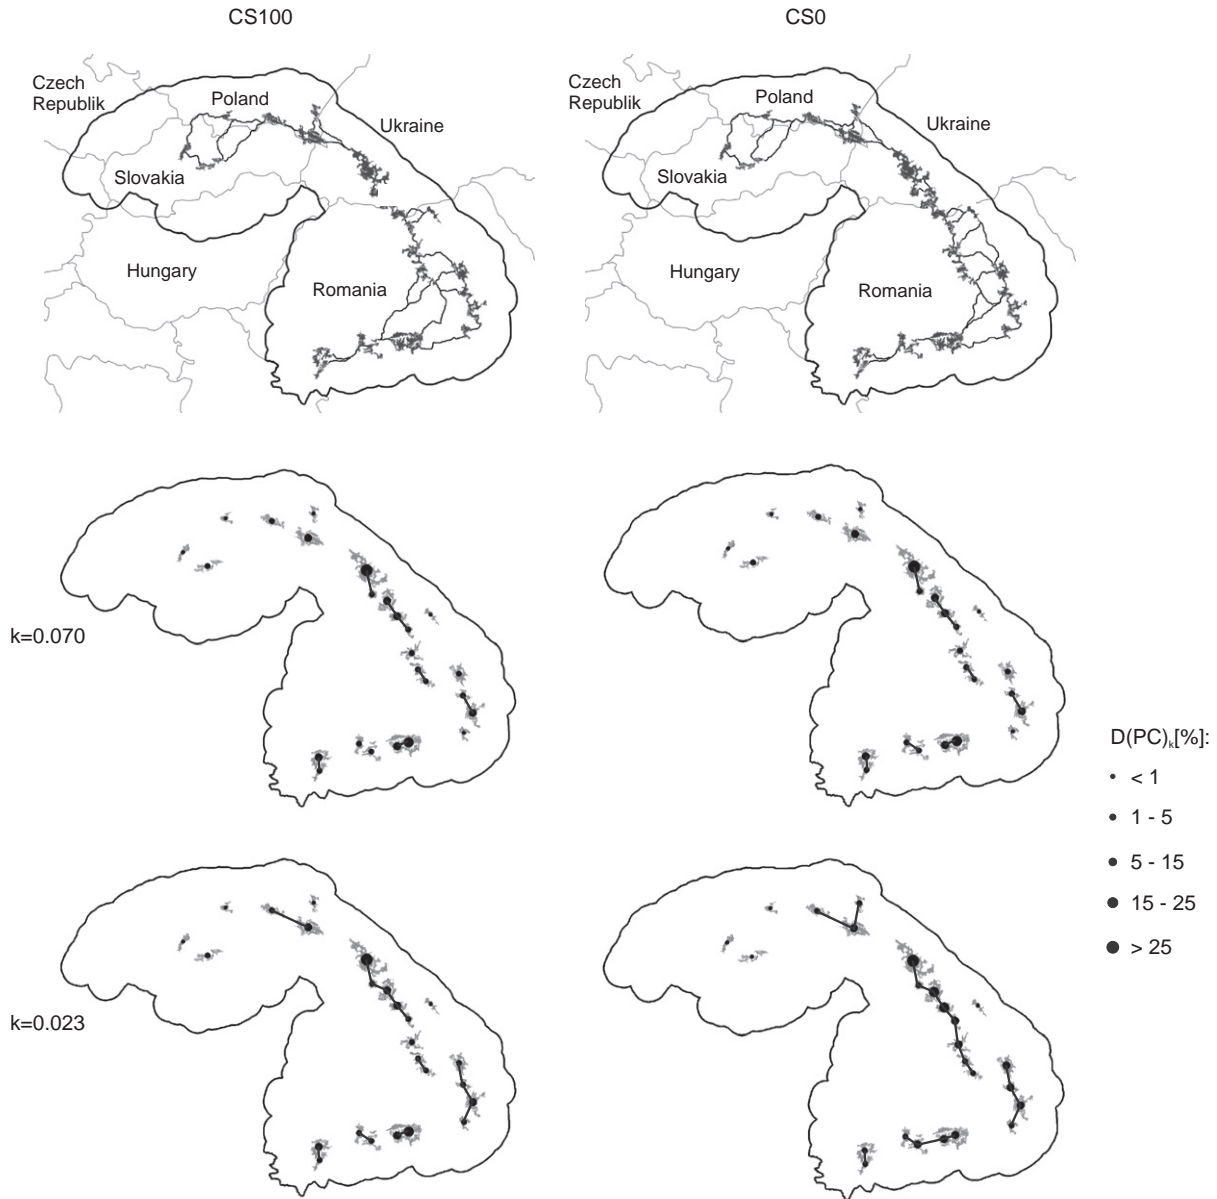 CS100
CS0
Czech
Republik
Poland
Ukraine
Slovakia
Hungary
Romania
Czech
Republik
Poland
Ukraine
Slovakia
Hungary
Romania
k=0.070
D(PC)k[%]:
< 1
1 - 5
5 - 15
15 - 25
> 25
k=0.023